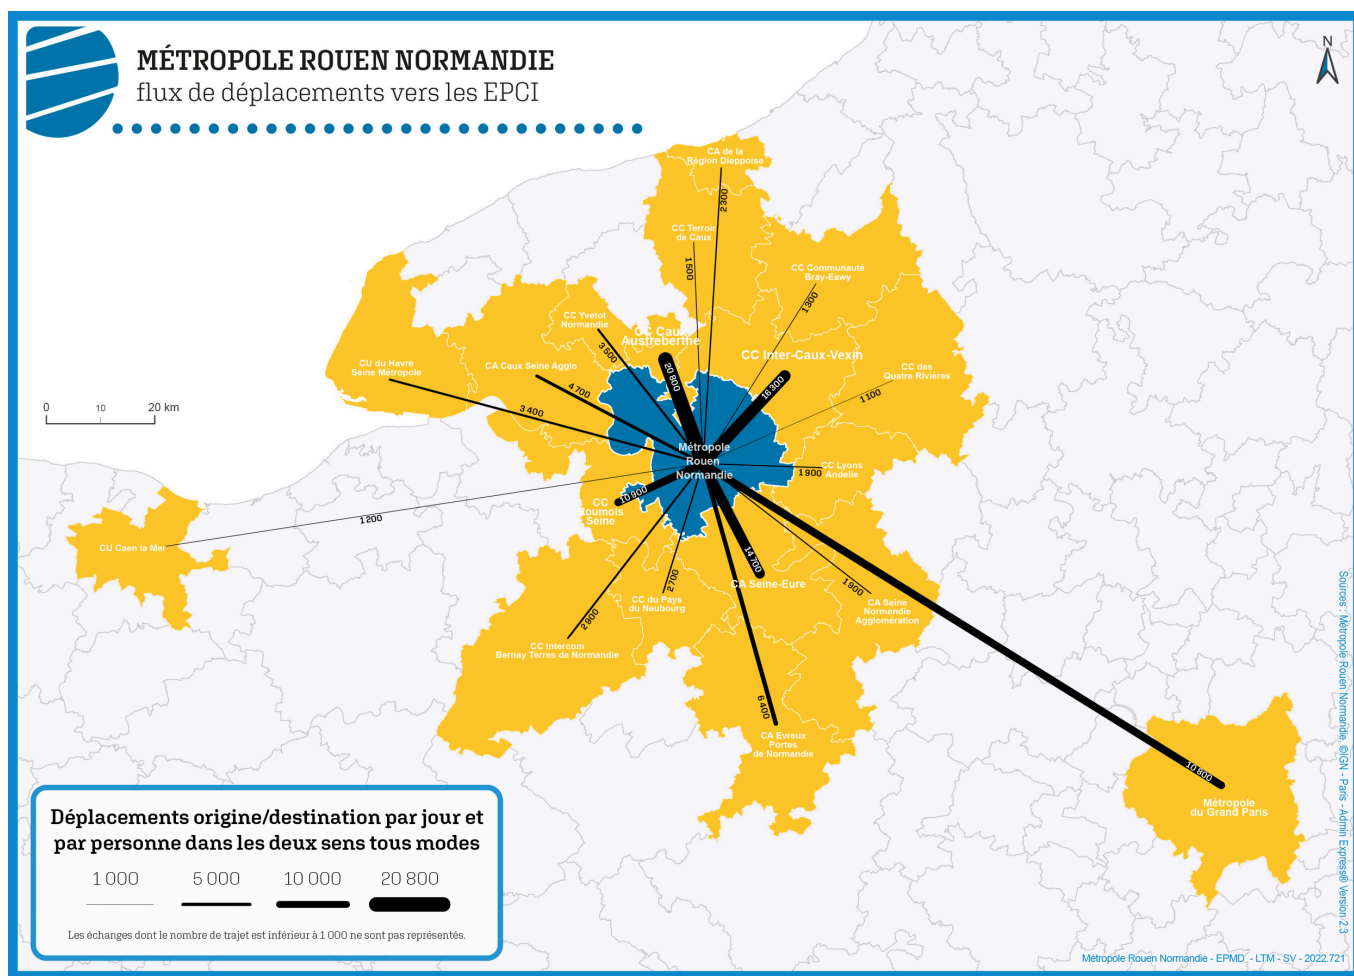 MÉTROPOLE ROUEN NORMANDIE
flux de déplacements vers les EPCI
N
CA de la
Région Dieppoise
2 300
CC Terroir
de Caux
1 500
CC Communauté
Bray-Eawy
1 300
CC Yvetot
Normandie
3 500
CC Caux
Austreberthe
20 800
CC Inter-Caux-Vexin
16 300
CU du Havre
Seine Métropole
3 400
CA Caux Seine Agglo
4 700
CC des
Quatre Rivières
1 100
0 10 20 km
Métropole
Rouen
Normandie
CC Lyons
Andelle
1 900
10 900
CC
Roumois
Seine
1 200
CU Caen la Mer
14 700
CA Seine-Eure
1 900
CA Seine
Normandie
Agglomération
2 700
CC du Pays
du Neubourg
2 900
CC Intercom
Bernay Terres de Normandie
6 400
CA Evreux
Portes
de Normandie
10 800
Métropole
du Grand Paris
Déplacements origine/destination par jour et
par personne dans les deux sens tous modes
1 000 5 000 10 000 20 800
Les échanges dont le nombre de trajet est inférieur à 1 000 ne sont pas représentés.
Sources : Métropole Rouen Normandie, ©IGN - Paris - Admin Express® Version 2.3
Métropole Rouen Normandie - EPMD - LTM - SV - 2022.721